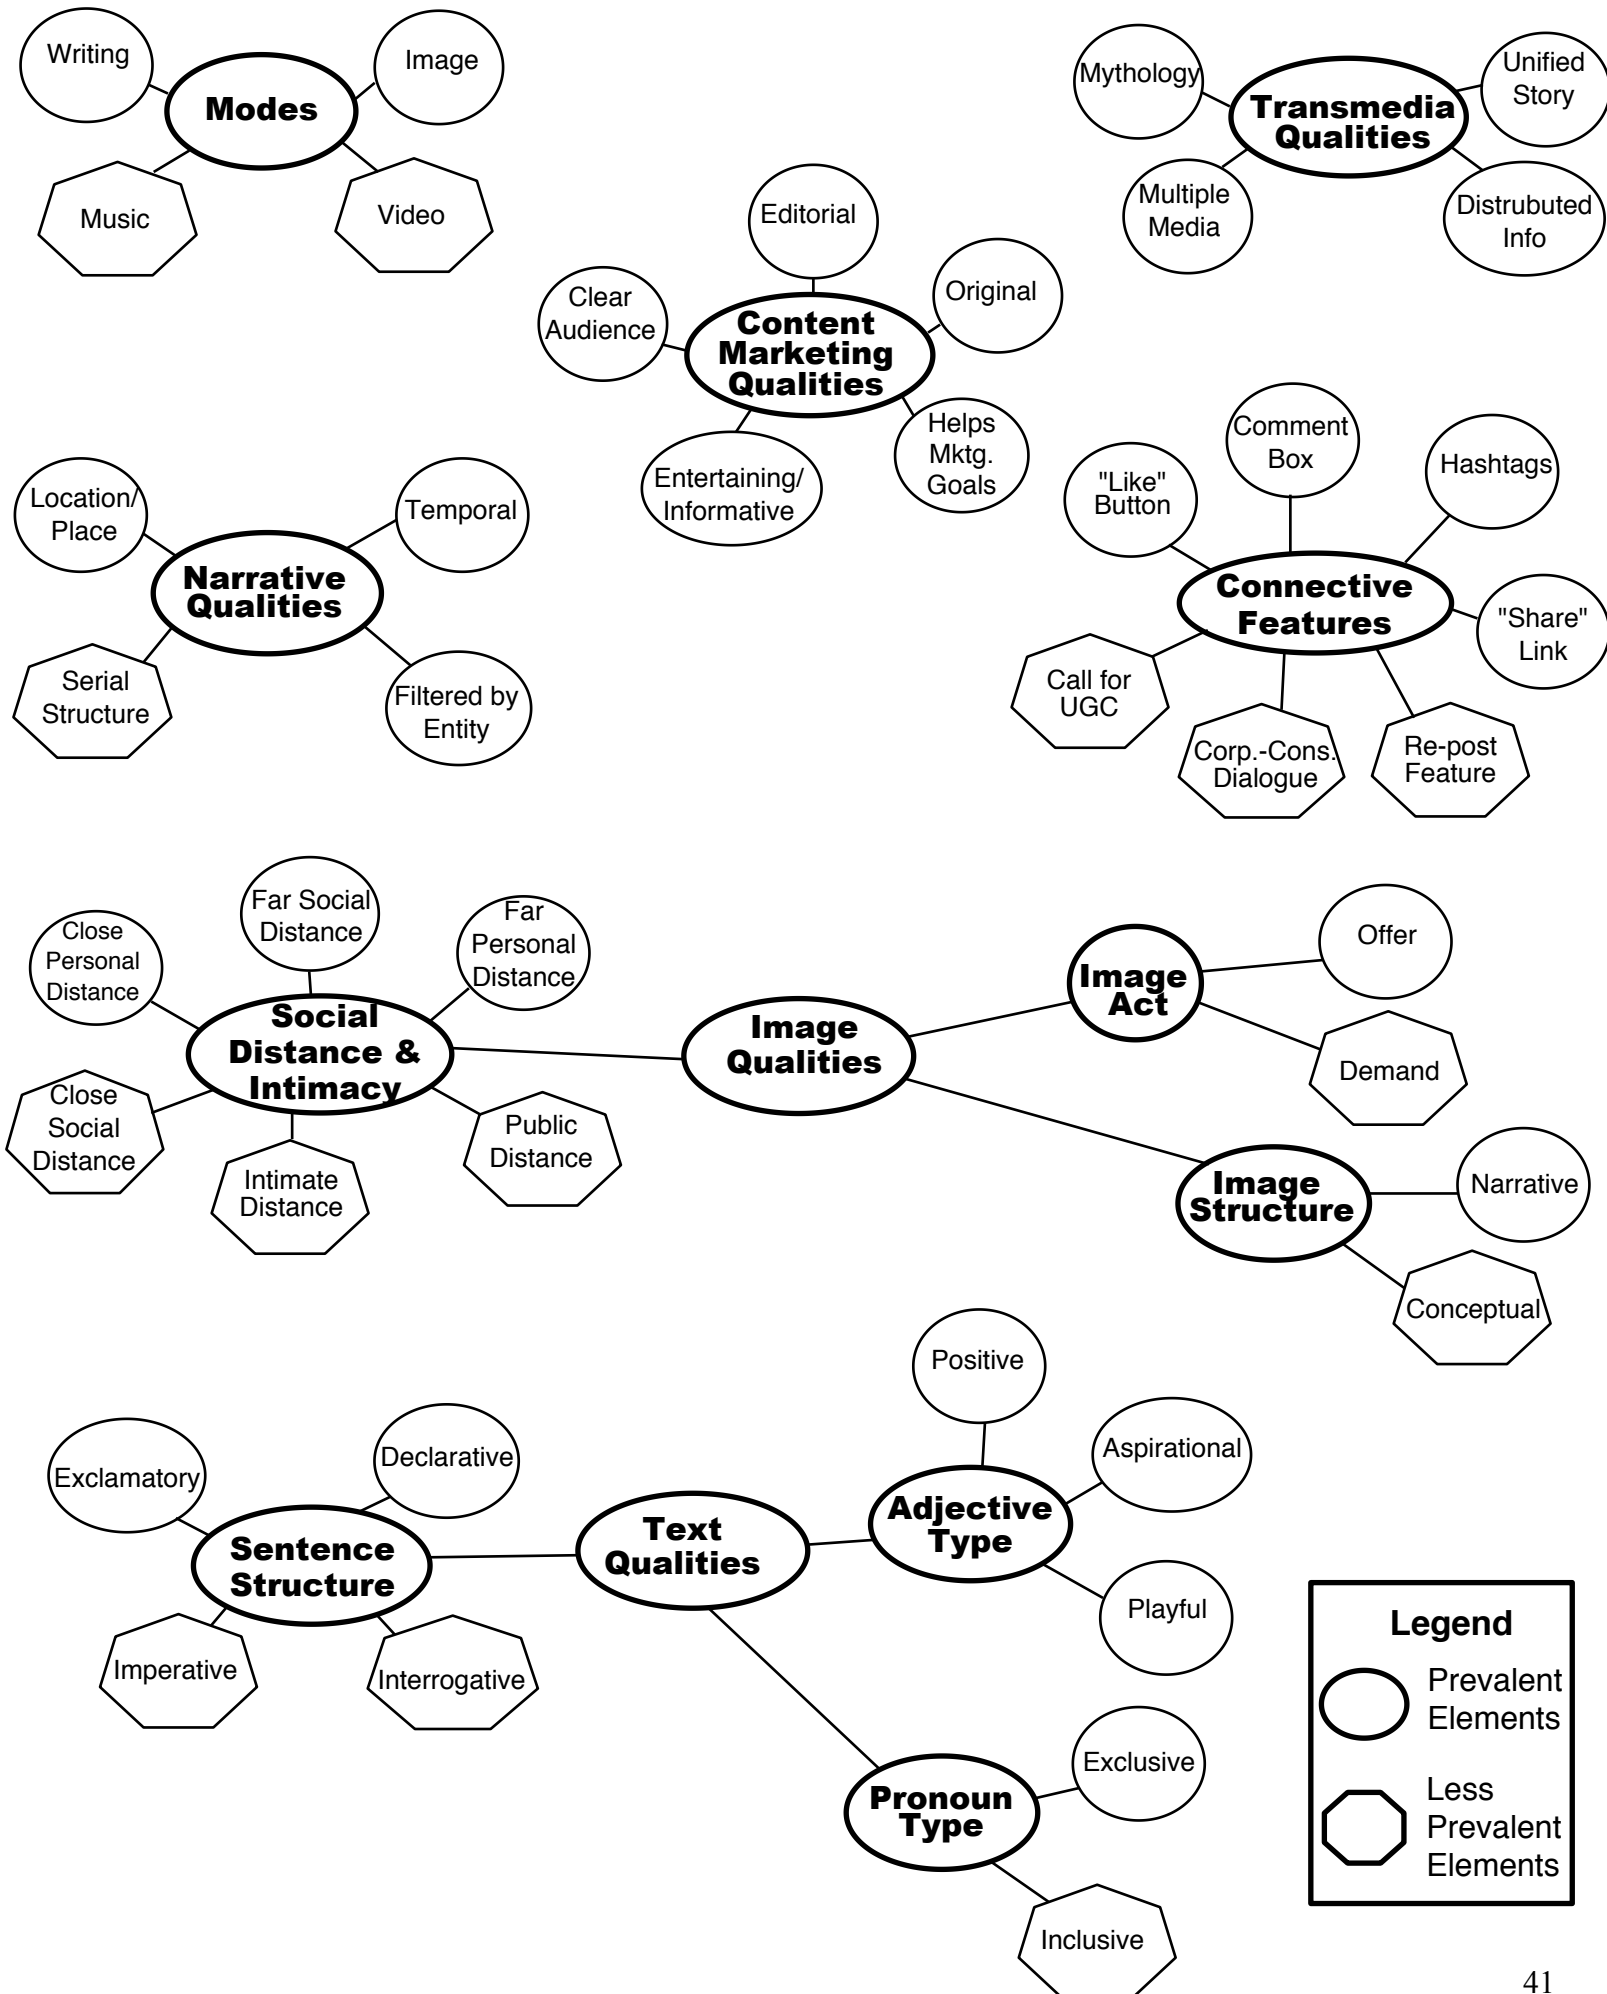 Writing
Image
Modes
Music
Video
Mythology
Unified
Story
Transmedia
Qualities
Multiple
Media
Distrubuted
Info
Editorial
Clear
Audience
Original
Content
Marketing
Qualities
Entertaining/
Informative
Helps
Mktg.
Goals
Location/
Place
Temporal
Narrative
Qualities
Serial
Structure
Filtered by
Entity
Comment
Box
"Like"
Button
Hashtags
Connective
Features
"Share"
Link
Call for
UGC
Corp.-Cons.
Dialogue
Re-post
Feature
Close
Personal
Distance
Far Social
Distance
Far
Personal
Distance
Social
Distance &
Intimacy
Close
Social
Distance
Intimate
Distance
Public
Distance
Image
Qualities
Image
Act
Offer
Demand
Image
Structure
Narrative
Conceptual
Exclamatory
Declarative
Sentence
Structure
Imperative
Interrogative
Text
Qualities
Positive
Aspirational
Adjective
Type
Playful
Pronoun
Type
Exclusive
Inclusive
Legend
Prevalent
Elements
Less
Prevalent
Elements
41